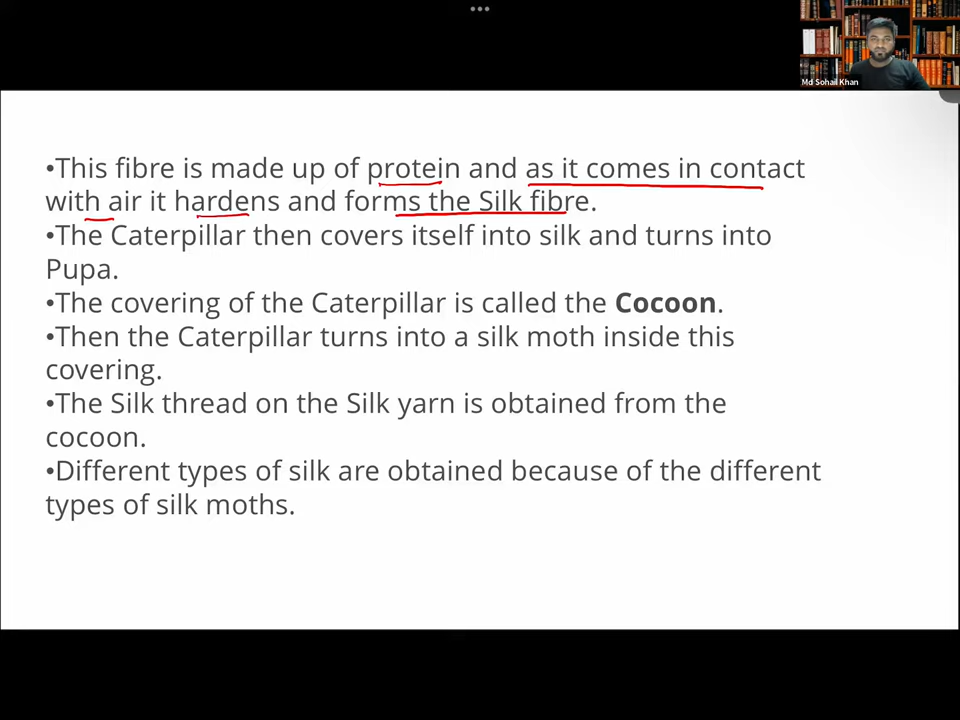 Md Sohail Khan
•This fibre is made up of protein and as it comes in contact
with air it hardens and forms the Silk fibre.
•The Caterpillar then covers itself into silk and turns into
Pupa.
•The covering of the Caterpillar is called the Cocoon.
•Then the Caterpillar turns into a silk moth inside this
covering.
•The Silk thread on the Silk yarn is obtained from the
cocoon.
•Different types of silk are obtained because of the different
types of silk moths.